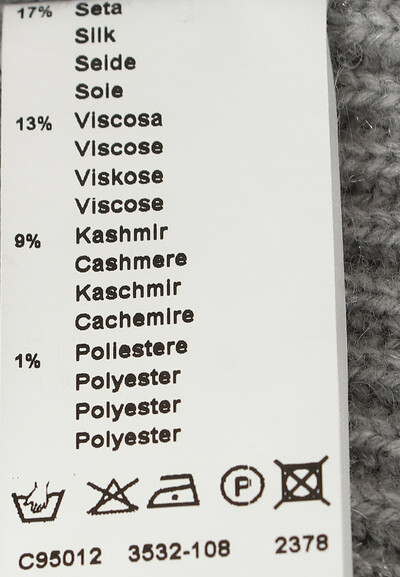 17% Seta
Silk
Seide
Soie
13% Viscosa
Viscose
Viskose
Viscose
9% Kashmir
Cashmere
Kaschmir
Cachemire
1% Poliestere
Polyester
Polyester
Polyester
P
C95012 3532-108 2378